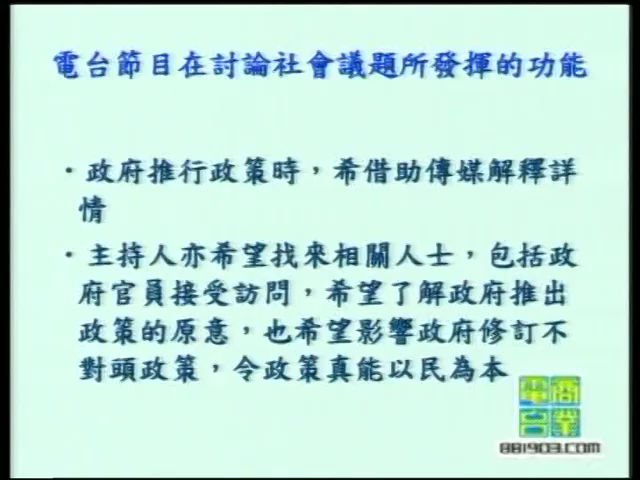 電台節目在討論社會議題所發揮的功能
·政府推行政策時，希借助傳媒解釋詳
情
·主持人亦希望找來相關人士，包括政
府官員接受訪問，希望了解政府推出
政策的原意，也希望影響政府修訂不
對頭政策，令政策真能以民為本
電商
台業
881903.COM